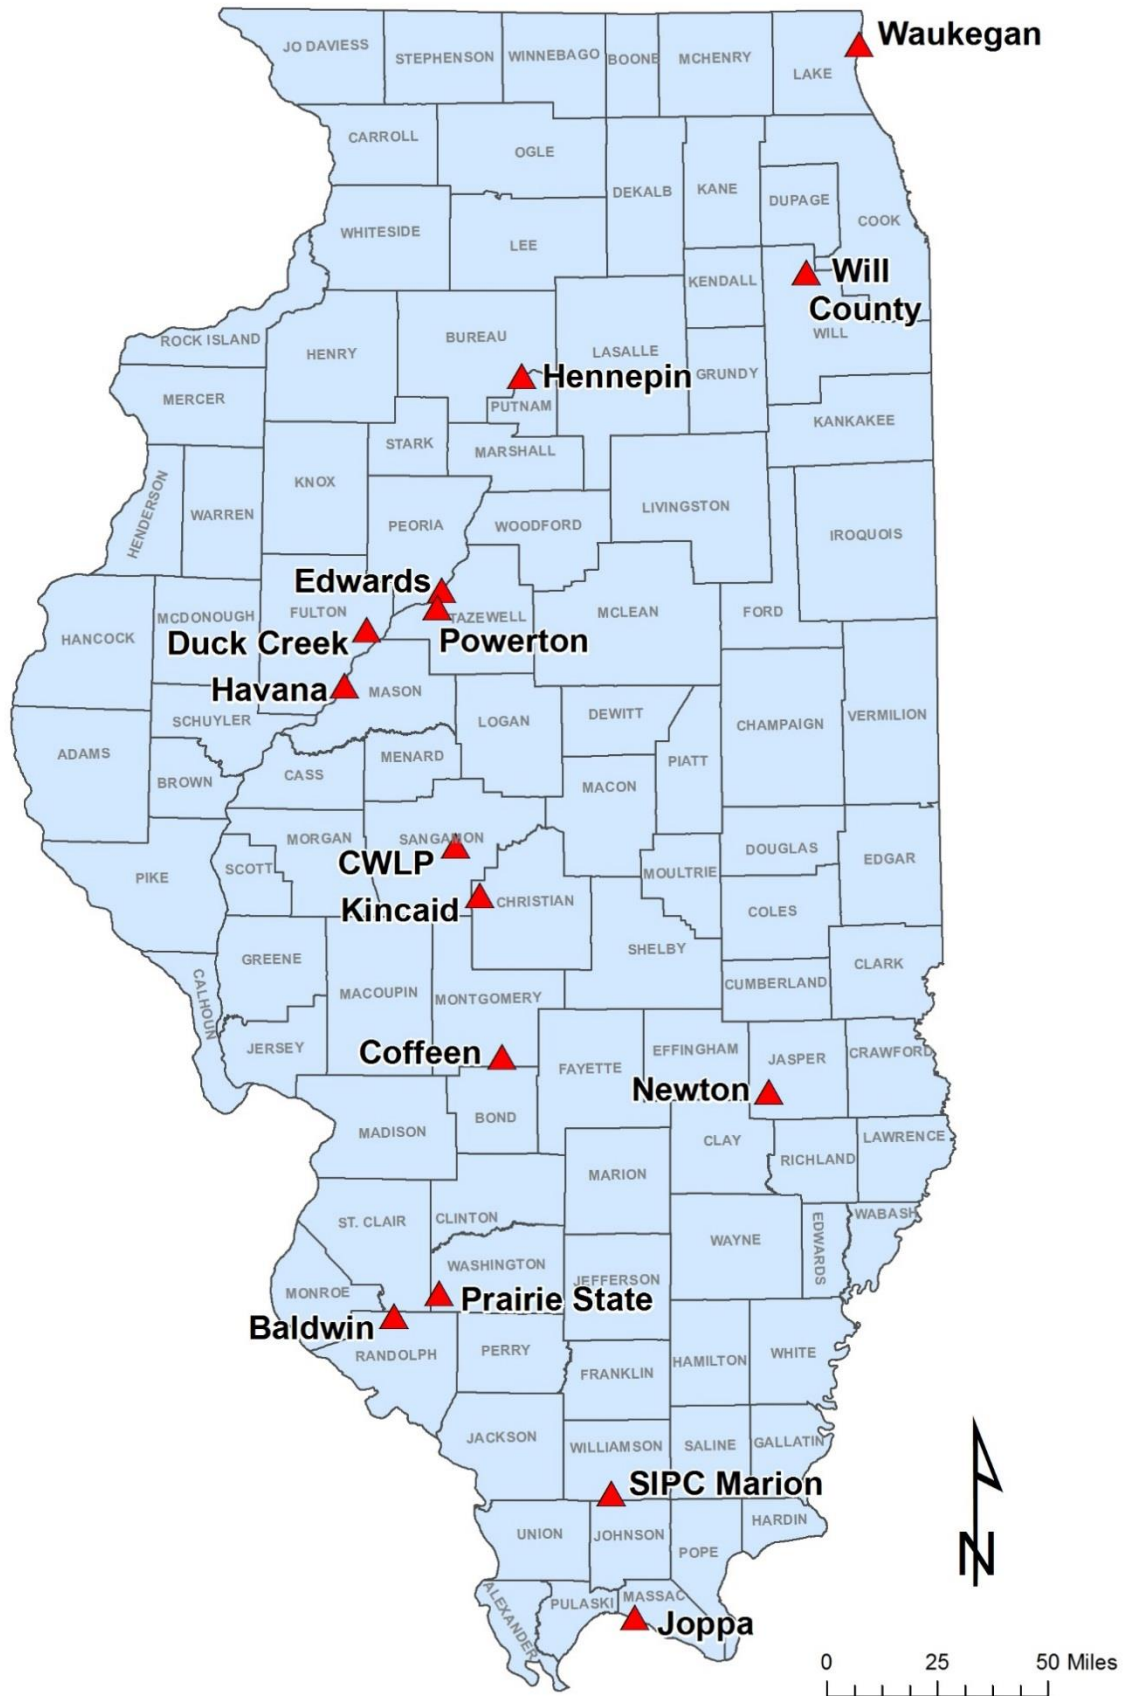 Waukegan
JO DAVIESS
STEPHENSON
WINNEBAGO
BOONE
MCHENRY
LAKE
CARROLL
OGLE
DEKALB
KANE
DUPAGE
COOK
WHITESIDE
LEE
KENDALL
Will
County
WILL
ROCK ISLAND
HENRY
BUREAU
LASALLE
GRUNDY
Hennepin
MERCER
PUTNAM
KANKAKEE
STARK
MARSHALL
KNOX
HENDERSON
WARREN
PEORIA
WOODFORD
LIVINGSTON
IROQUOIS
Edwards
HANCOCK
MCDONOUGH
FULTON
TAZEWELL
MCLEAN
FORD
Duck Creek
Powerton
Havana
MASON
SCHUYLER
LOGAN
DEWITT
CHAMPAIGN
VERMILION
ADAMS
BROWN
CASS
MENARD
MACON
PIATT
MORGAN
SANGAMON
CWLP
PIKE
SCOTT
MOULTRIE
DOUGLAS
EDGAR
Kincaid
CHRISTIAN
COLES
GREENE
SHELBY
CALHOUN
MACOUPIN
MONTGOMERY
CUMBERLAND
CLARK
JERSEY
Coffeen
FAYETTE
EFFINGHAM
JASPER
CRAWFORD
Newton
MADISON
BOND
CLAY
RICHLAND
LAWRENCE
MARION
ST. CLAIR
CLINTON
WAYNE
EDWARDS
WABASH
WASHINGTON
JEFFERSON
MONROE
Prairie State
Baldwin
RANDOLPH
PERRY
FRANKLIN
HAMILTON
WHITE
JACKSON
WILLIAMSON
SALINE
GALLATIN
SIPC Marion
UNION
JOHNSON
POPE
HARDIN
N
ALEXANDER
PULASKI
MASSAC
Joppa
0 25 50 Miles